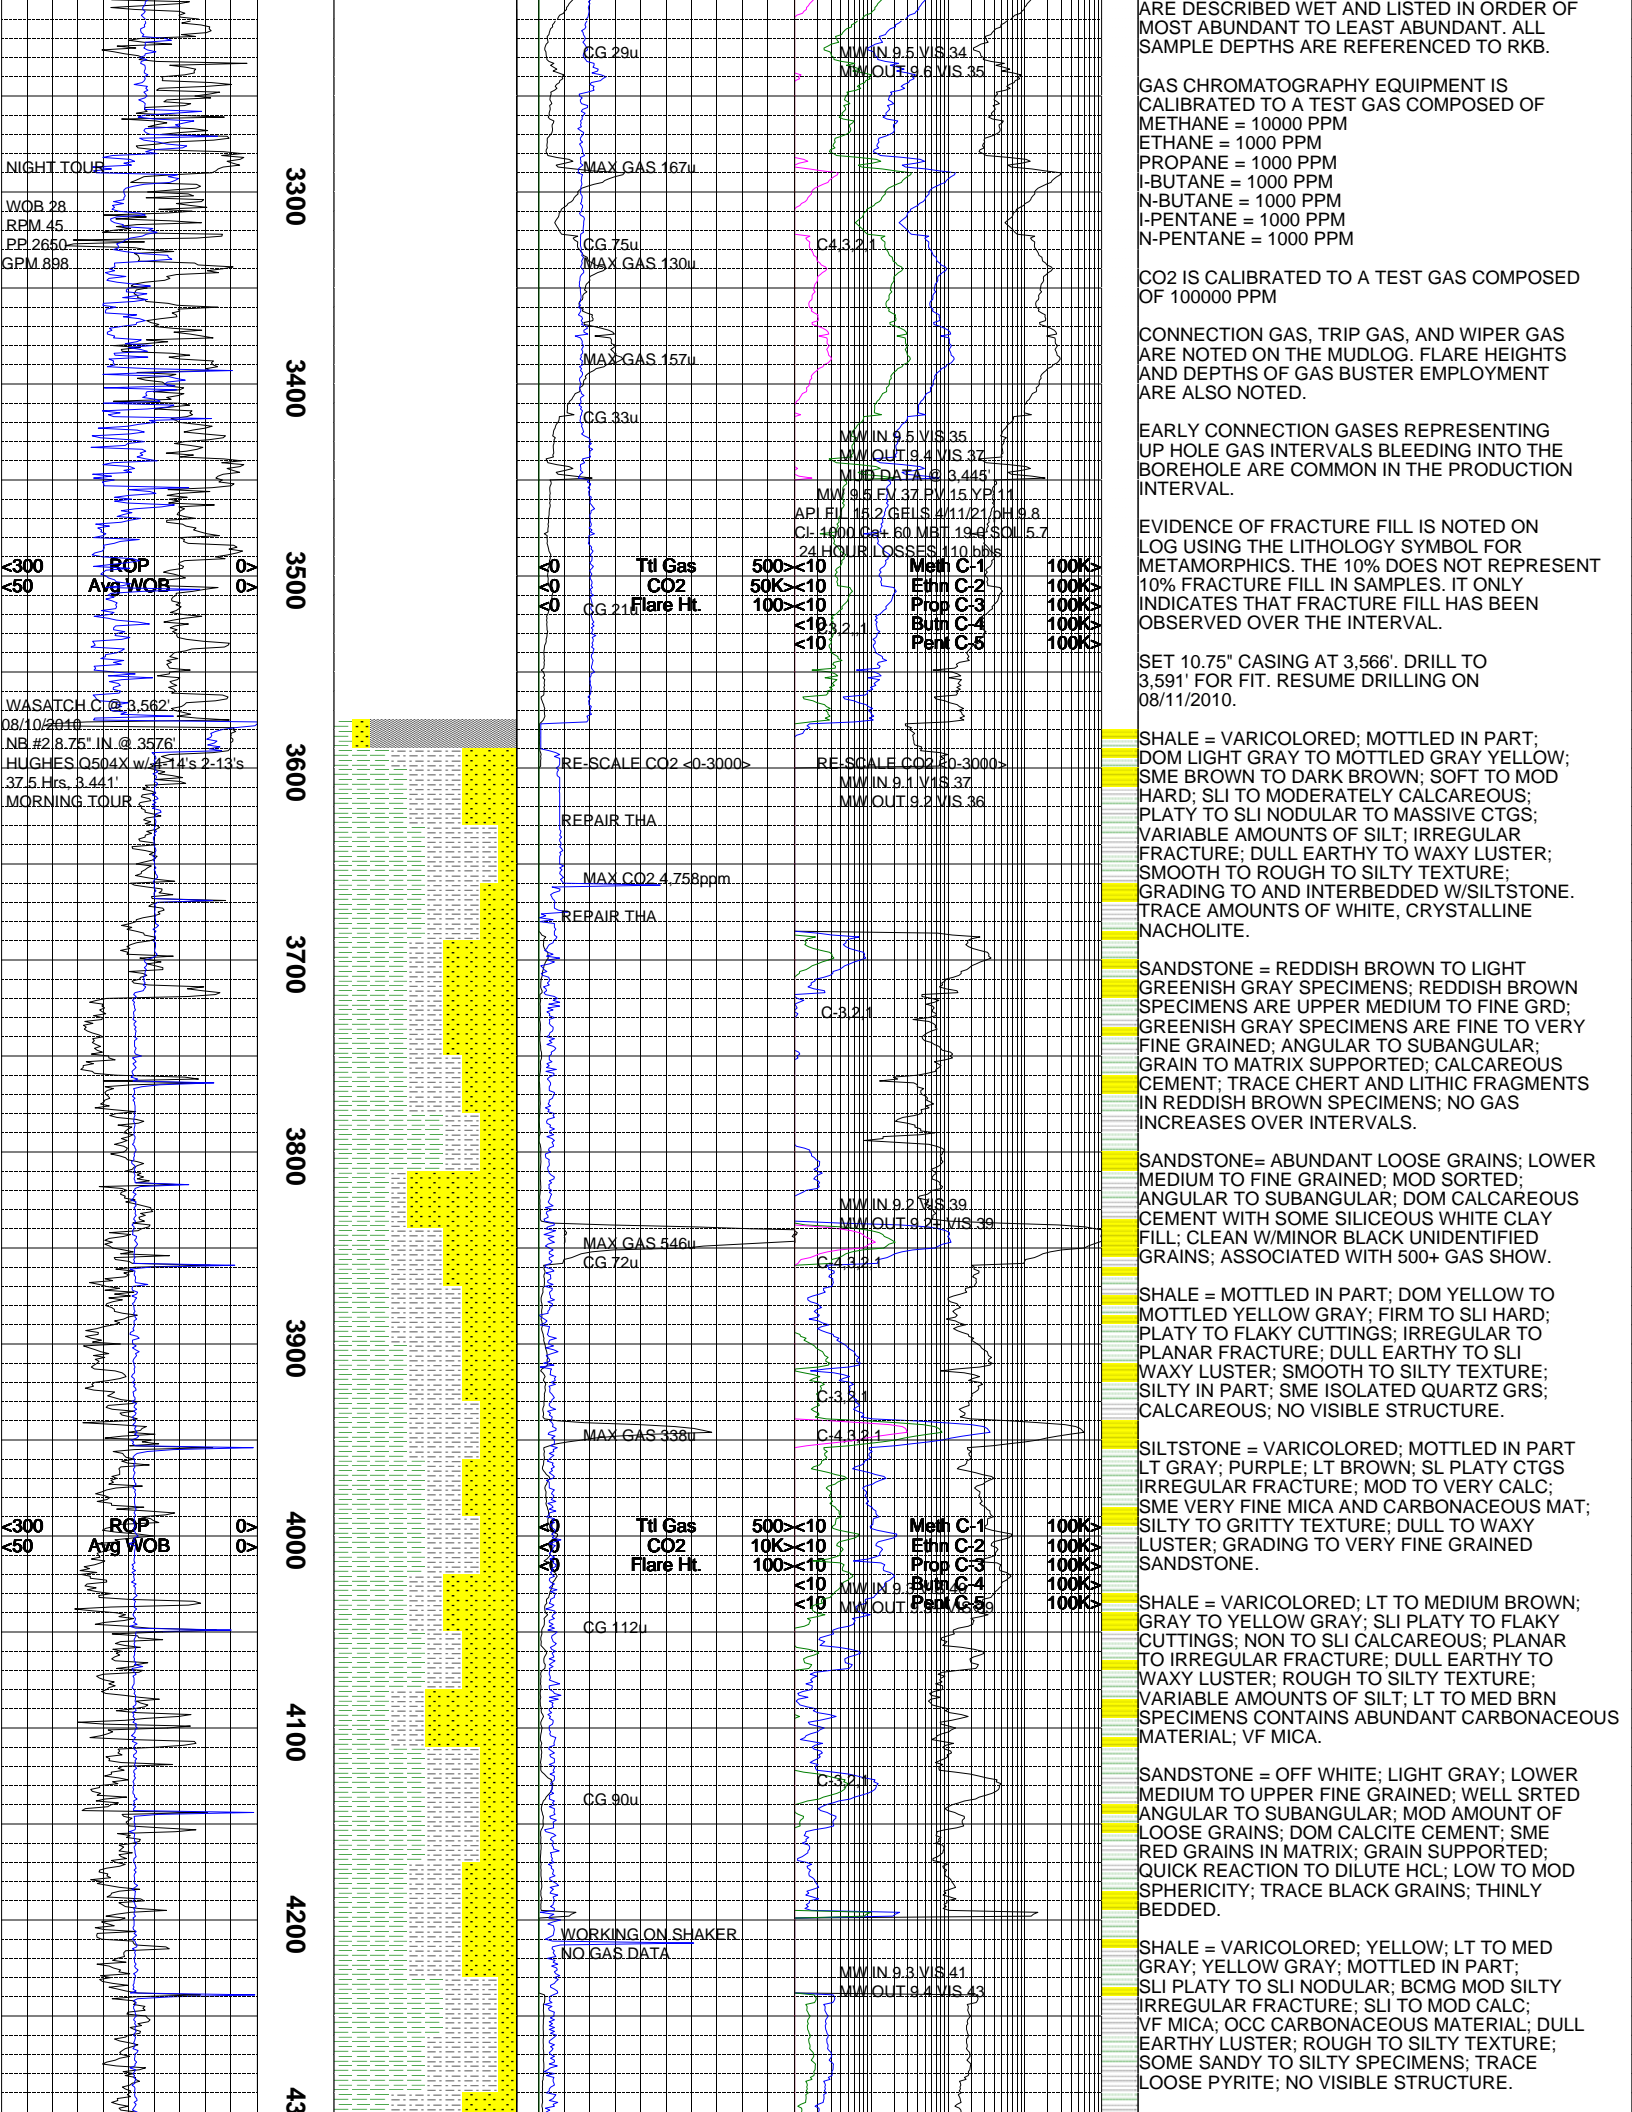 NIGHT TOUR
WOB 28
RPM 45
PP 2650
GPM 898
<300 ROP 0>
<50 Avg WOB 0>
WASATCH C @ 3,562'
08/10/2010
NB #2 8.75" IN @ 3576'
HUGHES Q504X w/ 4-14's 2-13's
37.5 Hrs, 3,441'
MORNING TOUR
<300 ROP 0>
<50 Avg WOB 0>
3300
3400
3500
3600
3700
3800
3900
4000
4100
4200
43
CG 29u
MAX GAS 167u
CG 75u
MAX GAS 130u
MAX GAS 157u
CG 33u
<0 Ttl Gas 500>
<0 CO2 50K>
<0 Flare Ht. 100>
CG 21u
RE-SCALE CO2 <0-3000>
REPAIR THA
MAX CO2 4,758ppm
REPAIR THA
MAX GAS 546u
CG 72u
MAX GAS 338u
<0 Ttl Gas 500>
<0 CO2 10K>
<0 Flare Ht. 100>
CG 112u
CG 90u
WORKING ON SHAKER
NO GAS DATA
MW IN 9.5 VIS 34
MW OUT 9.6 VIS 35
C4,3,2,1
MW IN 9.5 VIS 35
MW OUT 9.4 VIS 37
MUD DATA @ 3,445'
MW 9.5 FV 37 PV 15 YP 11
API FIL 15.2 GELS 4/11/21/pH 9.8
Cl- 1000 Ca+ 60 MBT 19.0 SOL 5.7
24 HOUR LOSSES 110 bbls
<10 Meth C-1 100K>
<10 Ethn C-2 100K>
<10 Prop C-3 100K>
<10 Butn C-4 100K>
<10 Pent C-5 100K>
C3,2,,1
RE-SCALE CO2 <0-3000>
MW IN 9.1 V1S 37
MW OUT 9.2 VIS 36
C-3,2,1
MW IN 9.2 VIS 39
MW OUT 9.2+ VIS 39
C-4,3,2,1
C-3,2,1
C-4,3,2,1
<10 Meth C-1 100K>
<10 Ethn C-2 100K>
<10 Prop C-3 100K>
<10 Butn C-4 100K>
<10 Pent C-5 100K>
MW IN
MW OUT
C-3,2,1
MW IN 9.3 VIS 41
MW OUT 9.4 VIS 43
ARE DESCRIBED WET AND LISTED IN ORDER OF
MOST ABUNDANT TO LEAST ABUNDANT. ALL
SAMPLE DEPTHS ARE REFERENCED TO RKB.
GAS CHROMATOGRAPHY EQUIPMENT IS
CALIBRATED TO A TEST GAS COMPOSED OF
METHANE = 10000 PPM
ETHANE = 1000 PPM
PROPANE = 1000 PPM
I-BUTANE = 1000 PPM
N-BUTANE = 1000 PPM
I-PENTANE = 1000 PPM
N-PENTANE = 1000 PPM
CO2 IS CALIBRATED TO A TEST GAS COMPOSED
OF 100000 PPM
CONNECTION GAS, TRIP GAS, AND WIPER GAS
ARE NOTED ON THE MUDLOG. FLARE HEIGHTS
AND DEPTHS OF GAS BUSTER EMPLOYMENT
ARE ALSO NOTED.
EARLY CONNECTION GASES REPRESENTING
UP HOLE GAS INTERVALS BLEEDING INTO THE
BOREHOLE ARE COMMON IN THE PRODUCTION
INTERVAL.
EVIDENCE OF FRACTURE FILL IS NOTED ON
LOG USING THE LITHOLOGY SYMBOL FOR
METAMORPHICS. THE 10% DOES NOT REPRESENT
10% FRACTURE FILL IN SAMPLES. IT ONLY
INDICATES THAT FRACTURE FILL HAS BEEN
OBSERVED OVER THE INTERVAL.
SET 10.75" CASING AT 3,566'. DRILL TO
3,591' FOR FIT. RESUME DRILLING ON
08/11/2010.
SHALE = VARICOLORED; MOTTLED IN PART;
DOM LIGHT GRAY TO MOTTLED GRAY YELLOW;
SME BROWN TO DARK BROWN; SOFT TO MOD
HARD; SLI TO MODERATELY CALCAREOUS;
PLATY TO SLI NODULAR TO MASSIVE CTGS;
VARIABLE AMOUNTS OF SILT; IRREGULAR
FRACTURE; DULL EARTHY TO WAXY LUSTER;
SMOOTH TO ROUGH TO SILTY TEXTURE;
GRADING TO AND INTERBEDDED W/SILTSTONE.
TRACE AMOUNTS OF WHITE, CRYSTALLINE
NACHOLITE.
SANDSTONE = REDDISH BROWN TO LIGHT
GREENISH GRAY SPECIMENS; REDDISH BROWN
SPECIMENS ARE UPPER MEDIUM TO FINE GRD;
GREENISH GRAY SPECIMENS ARE FINE TO VERY
FINE GRAINED; ANGULAR TO SUBANGULAR;
GRAIN TO MATRIX SUPPORTED; CALCAREOUS
CEMENT; TRACE CHERT AND LITHIC FRAGMENTS
IN REDDISH BROWN SPECIMENS; NO GAS
INCREASES OVER INTERVALS.
SANDSTONE= ABUNDANT LOOSE GRAINS; LOWER
MEDIUM TO FINE GRAINED; MOD SORTED;
ANGULAR TO SUBANGULAR; DOM CALCAREOUS
CEMENT WITH SOME SILICEOUS WHITE CLAY
FILL; CLEAN W/MINOR BLACK UNIDENTIFIED
GRAINS; ASSOCIATED WITH 500+ GAS SHOW.
SHALE = MOTTLED IN PART; DOM YELLOW TO
MOTTLED YELLOW GRAY; FIRM TO SLI HARD;
PLATY TO FLAKY CUTTINGS; IRREGULAR TO
PLANAR FRACTURE; DULL EARTHY TO SLI
WAXY LUSTER; SMOOTH TO SILTY TEXTURE;
SILTY IN PART; SME ISOLATED QUARTZ GRS;
CALCAREOUS; NO VISIBLE STRUCTURE.
SILTSTONE = VARICOLORED; MOTTLED IN PART
LT GRAY; PURPLE; LT BROWN; SL PLATY CTGS
IRREGULAR FRACTURE; MOD TO VERY CALC;
SME VERY FINE MICA AND CARBONACEOUS MAT;
SILTY TO GRITTY TEXTURE; DULL TO WAXY
LUSTER; GRADING TO VERY FINE GRAINED
SANDSTONE.
SHALE = VARICOLORED; LT TO MEDIUM BROWN;
GRAY TO YELLOW GRAY; SLI PLATY TO FLAKY
CUTTINGS; NON TO SLI CALCAREOUS; PLANAR
TO IRREGULAR FRACTURE; DULL EARTHY TO
WAXY LUSTER; ROUGH TO SILTY TEXTURE;
VARIABLE AMOUNTS OF SILT; LT TO MED BRN
SPECIMENS CONTAINS ABUNDANT CARBONACEOUS
MATERIAL; VF MICA.
SANDSTONE = OFF WHITE; LIGHT GRAY; LOWER
MEDIUM TO UPPER FINE GRAINED; WELL SRTED
ANGULAR TO SUBANGULAR; MOD AMOUNT OF
LOOSE GRAINS; DOM CALCITE CEMENT; SME
RED GRAINS IN MATRIX; GRAIN SUPPORTED;
QUICK REACTION TO DILUTE HCL; LOW TO MOD
SPHERICITY; TRACE BLACK GRAINS; THINLY
BEDDED.
SHALE = VARICOLORED; YELLOW; LT TO MED
GRAY; YELLOW GRAY; MOTTLED IN PART;
SLI PLATY TO SLI NODULAR; BCMG MOD SILTY
IRREGULAR FRACTURE; SLI TO MOD CALC;
VF MICA; OCC CARBONACEOUS MATERIAL; DULL
EARTHY LUSTER; ROUGH TO SILTY TEXTURE;
SOME SANDY TO SILTY SPECIMENS; TRACE
LOOSE PYRITE; NO VISIBLE STRUCTURE.